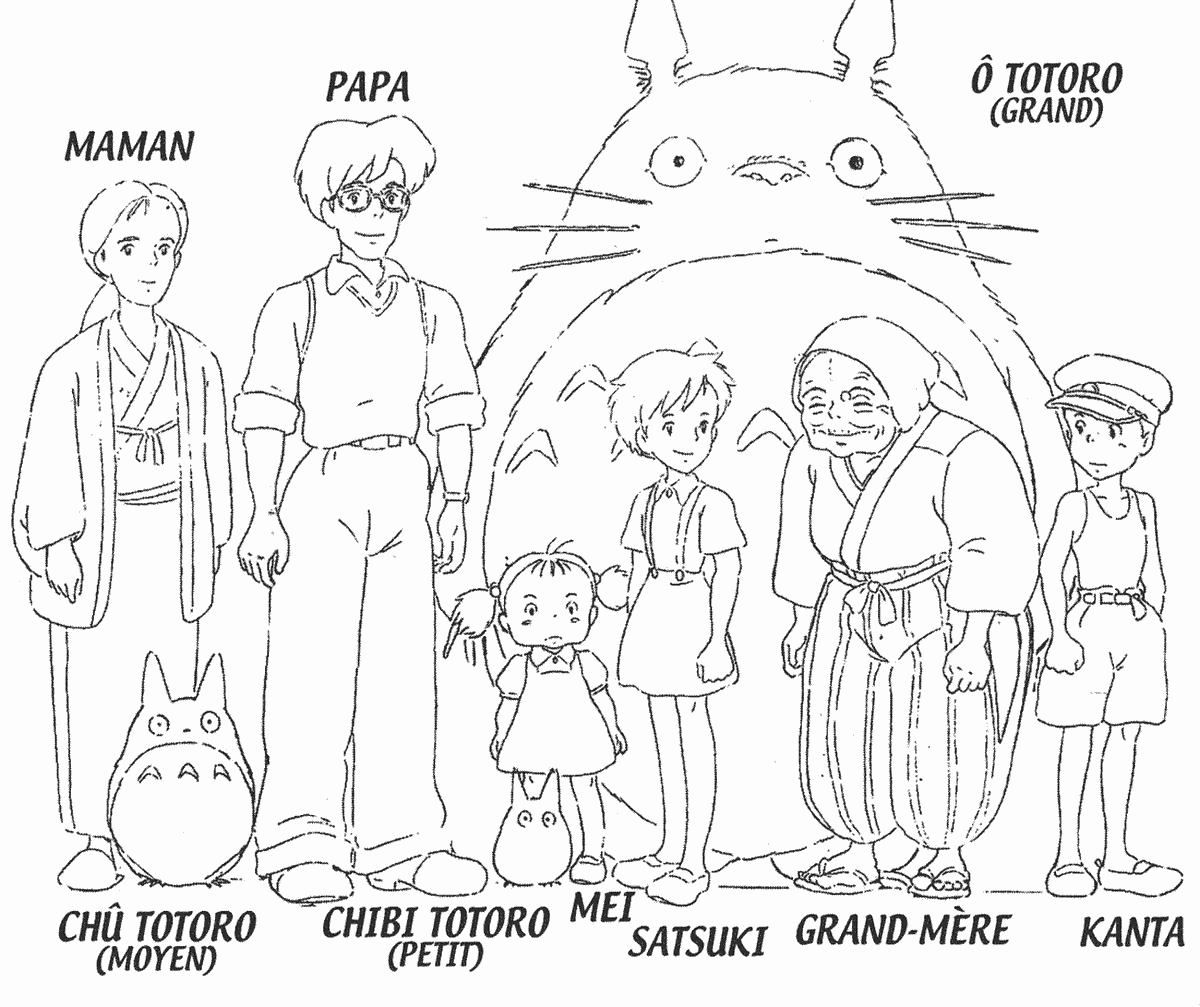 PAPA
MAMAN
Ô TOTORO
(GRAND)
CHÛ TOTORO
(MOYEN)
CHIBI TOTORO
(PETIT)
MEI
SATSUKI
GRAND-MÈRE
KANTA